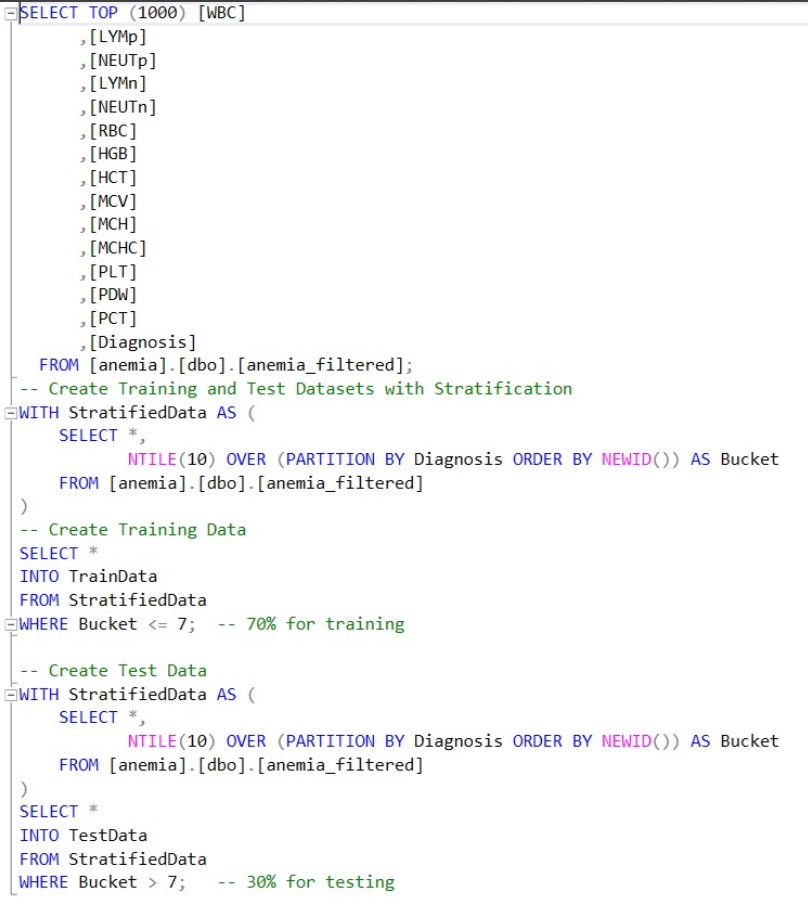 SELECT TOP (1000) [WBC]
,[LYMp]
,[NEUTp]
,[LYMn]
,[NEUTn]
,[RBC]
,[HGB]
,[HCT]
,[MCV]
,[MCH]
,[MCHC]
,[PLT]
,[PDW]
,[PCT]
,[Diagnosis]
FROM [anemia].[dbo].[anemia_filtered];
-- Create Training and Test Datasets with Stratification
WITH StratifiedData AS (
SELECT *,
NTILE(10) OVER (PARTITION BY Diagnosis ORDER BY NEWID()) AS Bucket
FROM [anemia].[dbo].[anemia_filtered]
)
-- Create Training Data
SELECT *
INTO TrainData
FROM StratifiedData
WHERE Bucket <= 7;  -- 70% for training
-- Create Test Data
WITH StratifiedData AS (
SELECT *,
NTILE(10) OVER (PARTITION BY Diagnosis ORDER BY NEWID()) AS Bucket
FROM [anemia].[dbo].[anemia_filtered]
)
SELECT *
INTO TestData
FROM StratifiedData
WHERE Bucket > 7;   -- 30% for testing